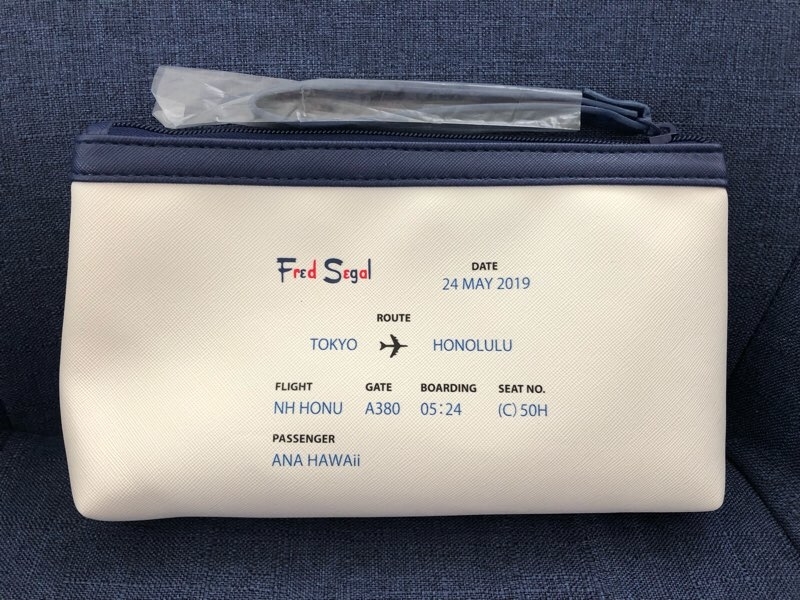 Fred Segal
DATE
24 MAY 2019
ROUTE
TOKYO HONOLULU
FLIGHT GATE BOARDING SEAT NO.
NH HONU A380 05:24 (C) 50H
PASSENGER
ANA HAWAii